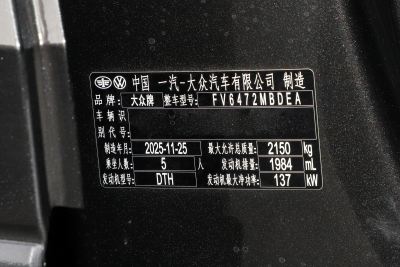 中国 一汽-大众汽车有限公司 制造
品牌: 大众牌 整车型号: FV6472MBDEA
车辆识
别代号:
制造年月: 2025-11-25 最大允许总质量: 2150 kg
乘坐人数: 5 人 发动机排量: 1984 mL
发动机型号: DTH 发动机最大净功率: 137 kW